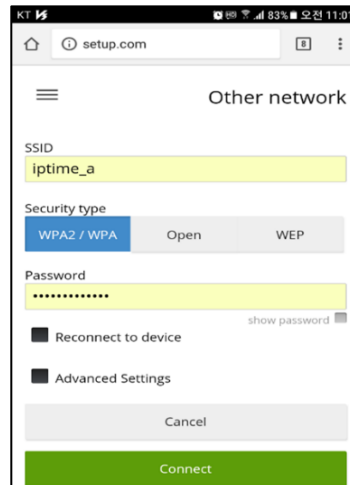 KT 83% 오전 11:01
setup.com 8
Other network
SSID
iptime_a
Security type
WPA2 / WPA Open WEP
Password
•••••••••••••
show password
Reconnect to device
Advanced Settings
Cancel
Connect